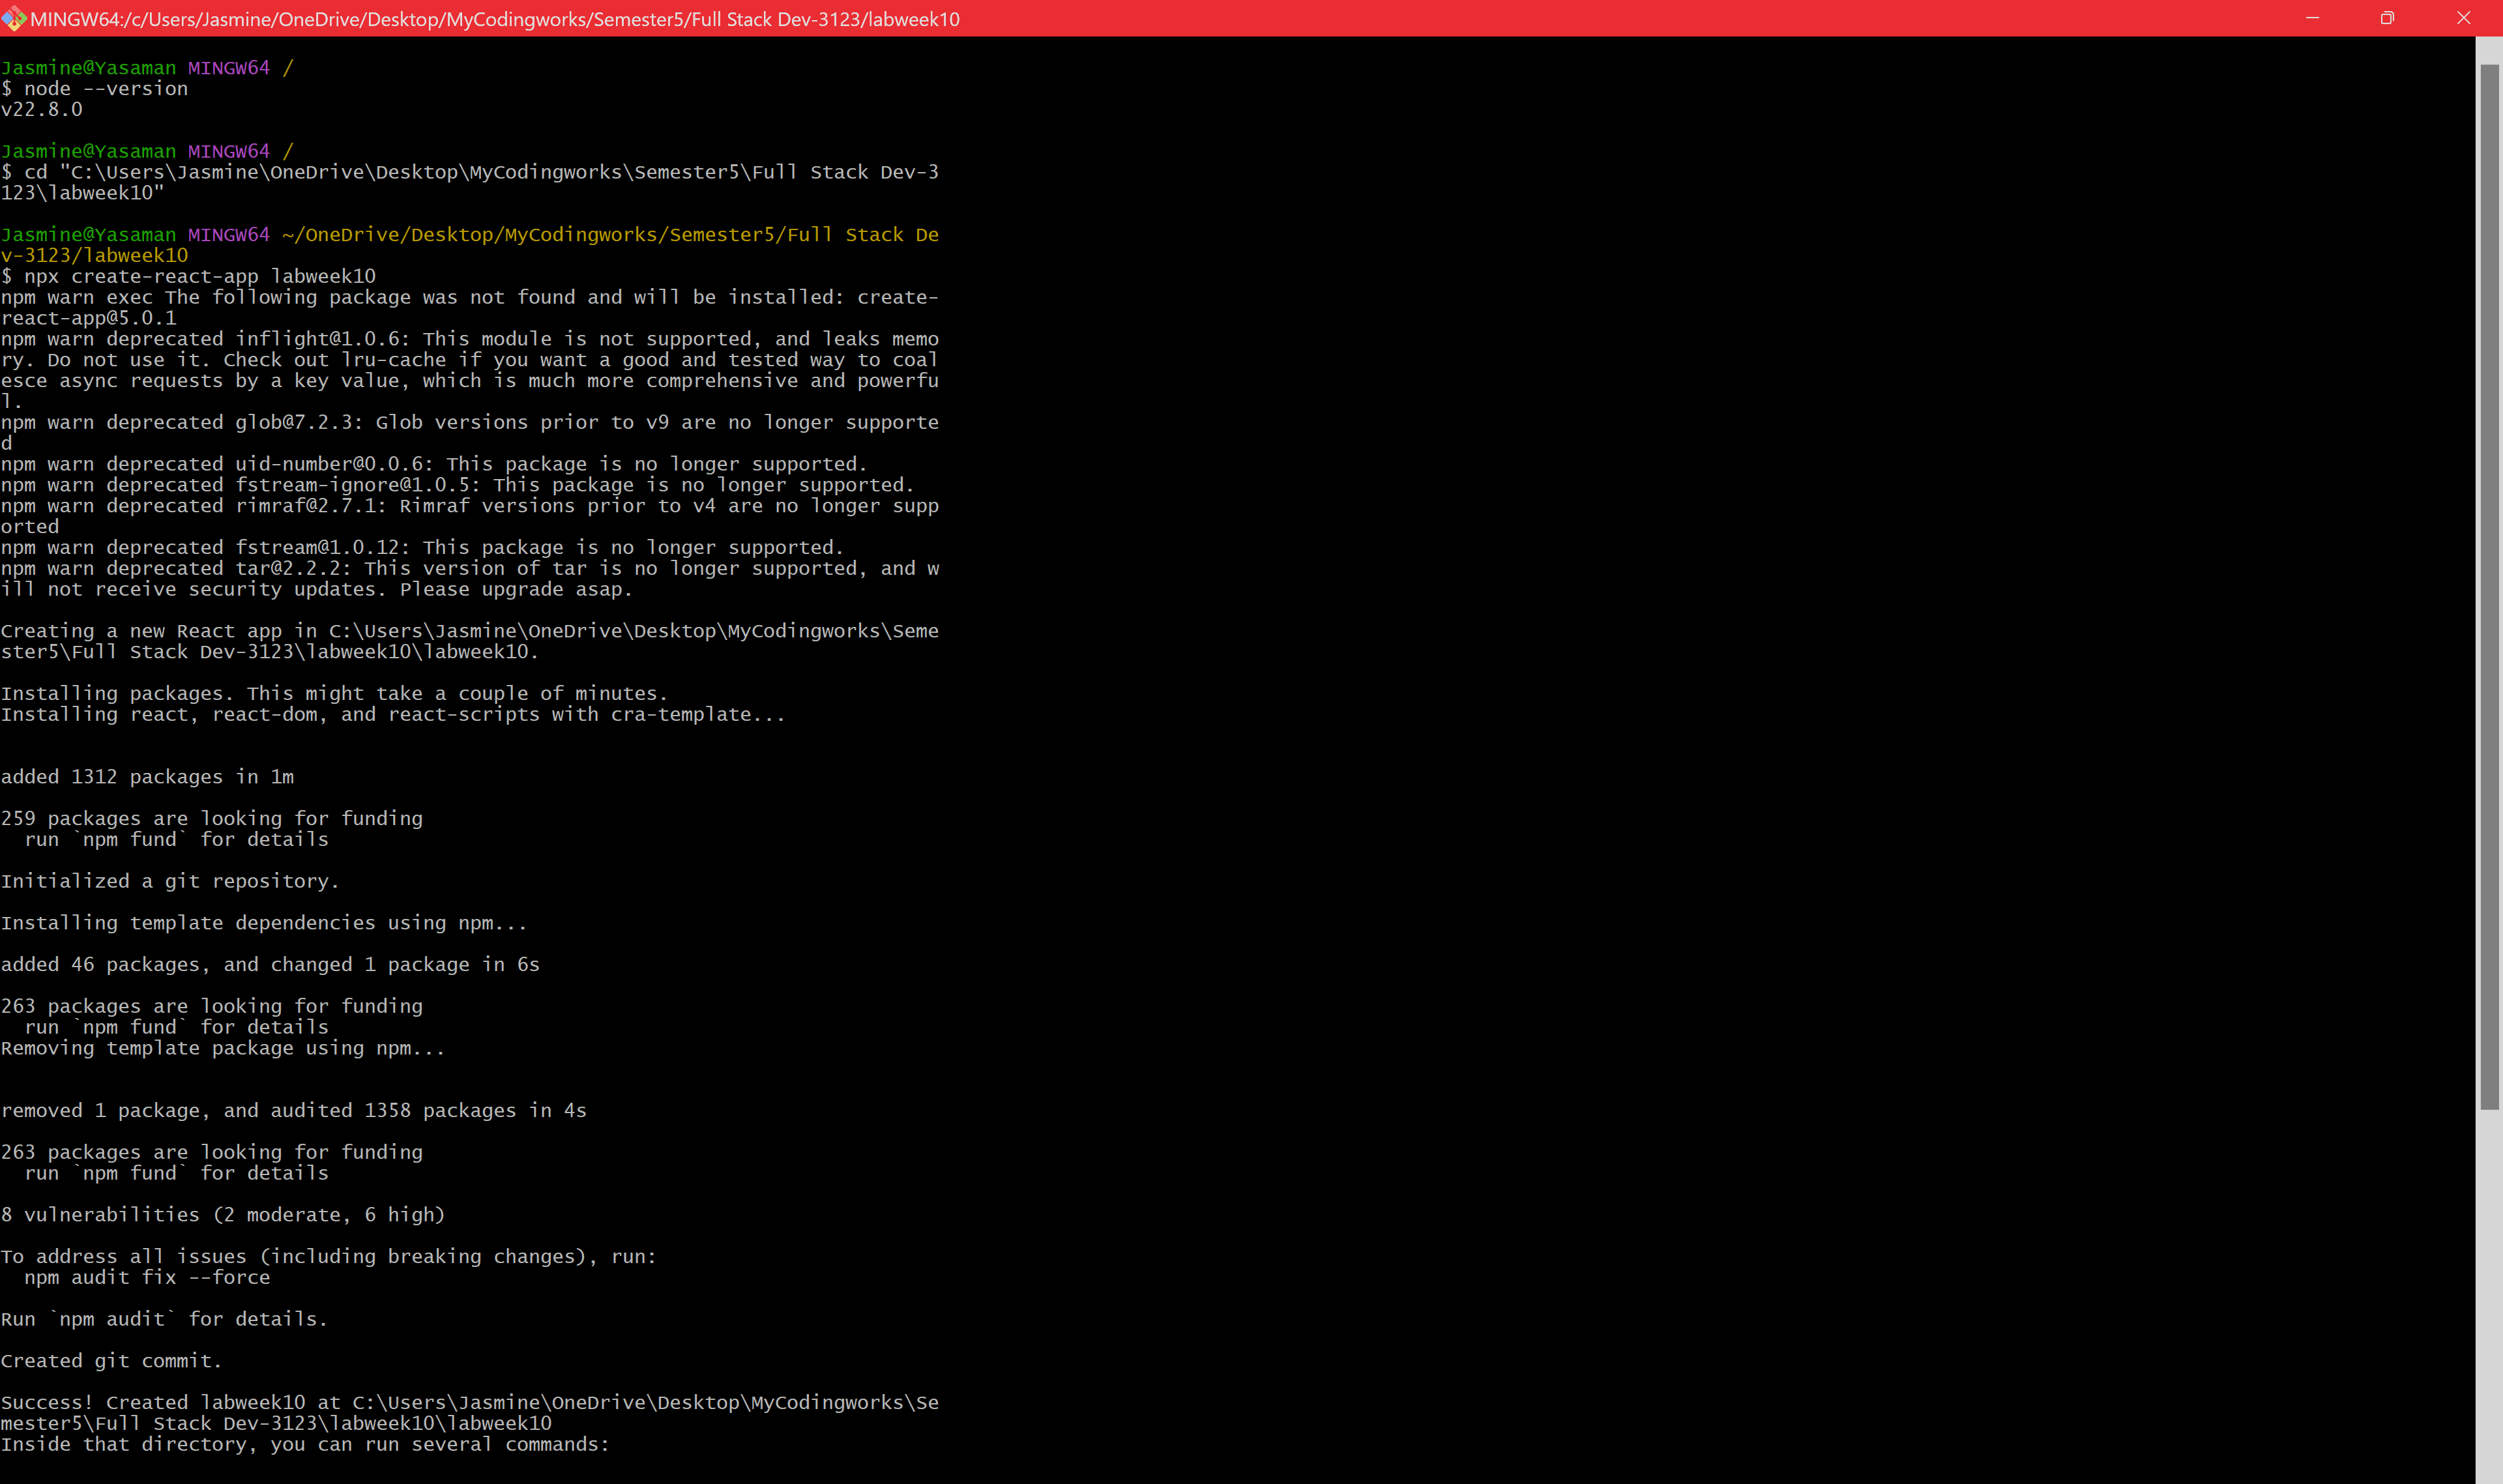 MINGW64:/c/Users/Jasmine/OneDrive/Desktop/MyCodingworks/Semester5/Full Stack Dev-3123/labweek10
Jasmine@Yasaman MINGW64 /
$ node --version
v22.8.0
Jasmine@Yasaman MINGW64 /
$ cd "C:\Users\Jasmine\OneDrive\Desktop\MyCodingworks\Semester5\Full Stack Dev-3
123\labweek10"
Jasmine@Yasaman MINGW64 ~/OneDrive/Desktop/MyCodingworks/Semester5/Full Stack De
v-3123/labweek10
$ npx create-react-app labweek10
npm warn exec The following package was not found and will be installed: create-
react-app@5.0.1
npm warn deprecated inflight@1.0.6: This module is not supported, and leaks memo
ry. Do not use it. Check out lru-cache if you want a good and tested way to coal
esce async requests by a key value, which is much more comprehensive and powerfu
l.
npm warn deprecated glob@7.2.3: Glob versions prior to v9 are no longer supporte
d
npm warn deprecated uid-number@0.0.6: This package is no longer supported.
npm warn deprecated fstream-ignore@1.0.5: This package is no longer supported.
npm warn deprecated rimraf@2.7.1: Rimraf versions prior to v4 are no longer supp
orted
npm warn deprecated fstream@1.0.12: This package is no longer supported.
npm warn deprecated tar@2.2.2: This version of tar is no longer supported, and w
ill not receive security updates. Please upgrade asap.
Creating a new React app in C:\Users\Jasmine\OneDrive\Desktop\MyCodingworks\Seme
ster5\Full Stack Dev-3123\labweek10\labweek10.
Installing packages. This might take a couple of minutes.
Installing react, react-dom, and react-scripts with cra-template...
added 1312 packages in 1m
259 packages are looking for funding
  run `npm fund` for details
Initialized a git repository.
Installing template dependencies using npm...
added 46 packages, and changed 1 package in 6s
263 packages are looking for funding
  run `npm fund` for details
Removing template package using npm...
removed 1 package, and audited 1358 packages in 4s
263 packages are looking for funding
  run `npm fund` for details
8 vulnerabilities (2 moderate, 6 high)
To address all issues (including breaking changes), run:
  npm audit fix --force
Run `npm audit` for details.
Created git commit.
Success! Created labweek10 at C:\Users\Jasmine\OneDrive\Desktop\MyCodingworks\Se
mester5\Full Stack Dev-3123\labweek10\labweek10
Inside that directory, you can run several commands: